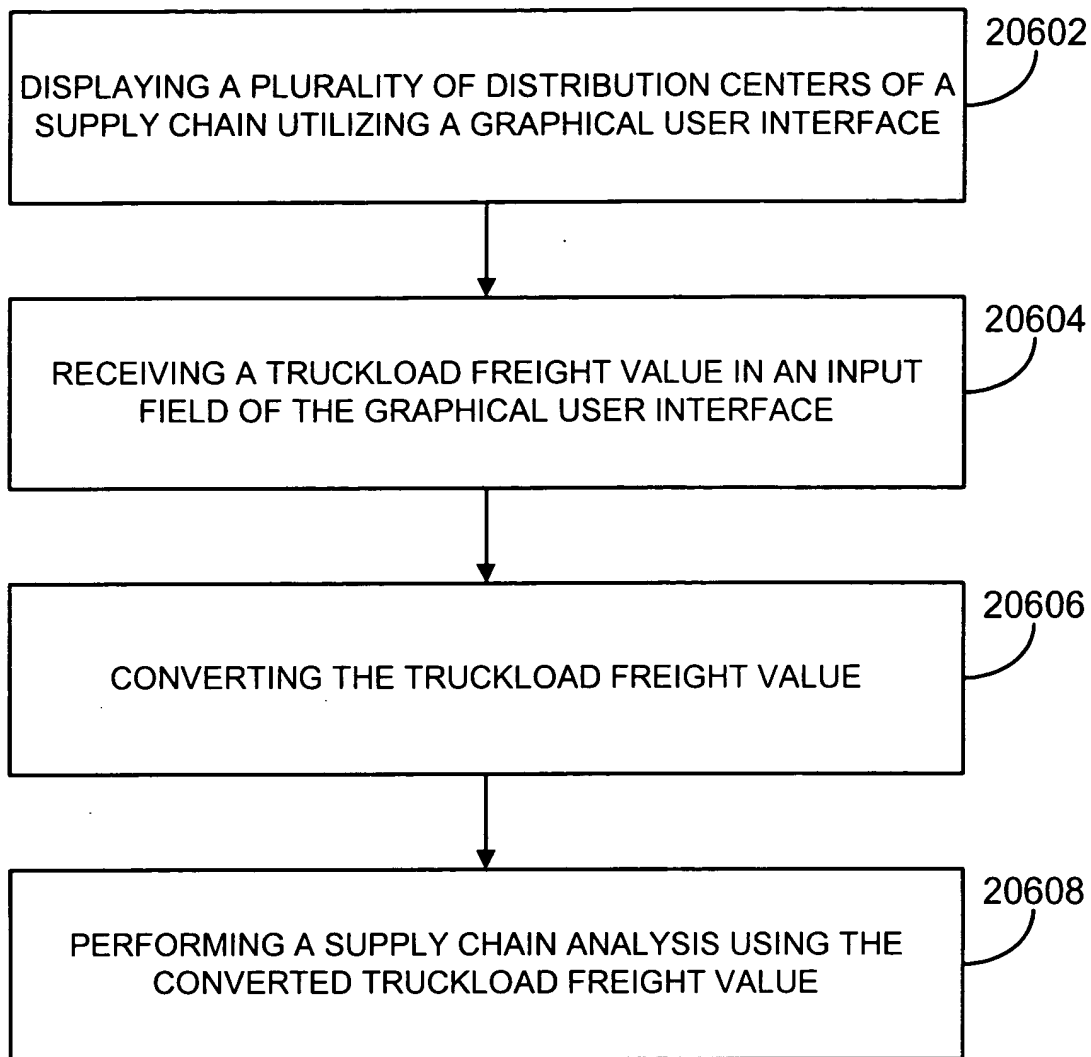 20602
DISPLAYING A PLURALITY OF DISTRIBUTION CENTERS OF A
SUPPLY CHAIN UTILIZING A GRAPHICAL USER INTERFACE
20604
RECEIVING A TRUCKLOAD FREIGHT VALUE IN AN INPUT
FIELD OF THE GRAPHICAL USER INTERFACE
20606
CONVERTING THE TRUCKLOAD FREIGHT VALUE
20608
PERFORMING A SUPPLY CHAIN ANALYSIS USING THE
CONVERTED TRUCKLOAD FREIGHT VALUE